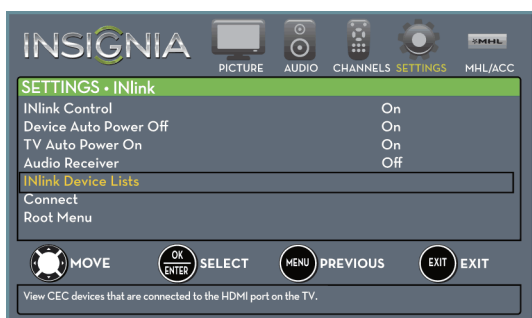 INSIGNIA
PICTURE AUDIO CHANNELS SETTINGS MHL/ACC
MHL
SETTINGS • INlink
INlink Control On
Device Auto Power Off On
TV Auto Power On On
Audio Receiver Off
INlink Device Lists
Connect
Root Menu
MOVE OK ENTER SELECT MENU PREVIOUS EXIT EXIT
View CEC devices that are connected to the HDMI port on the TV.